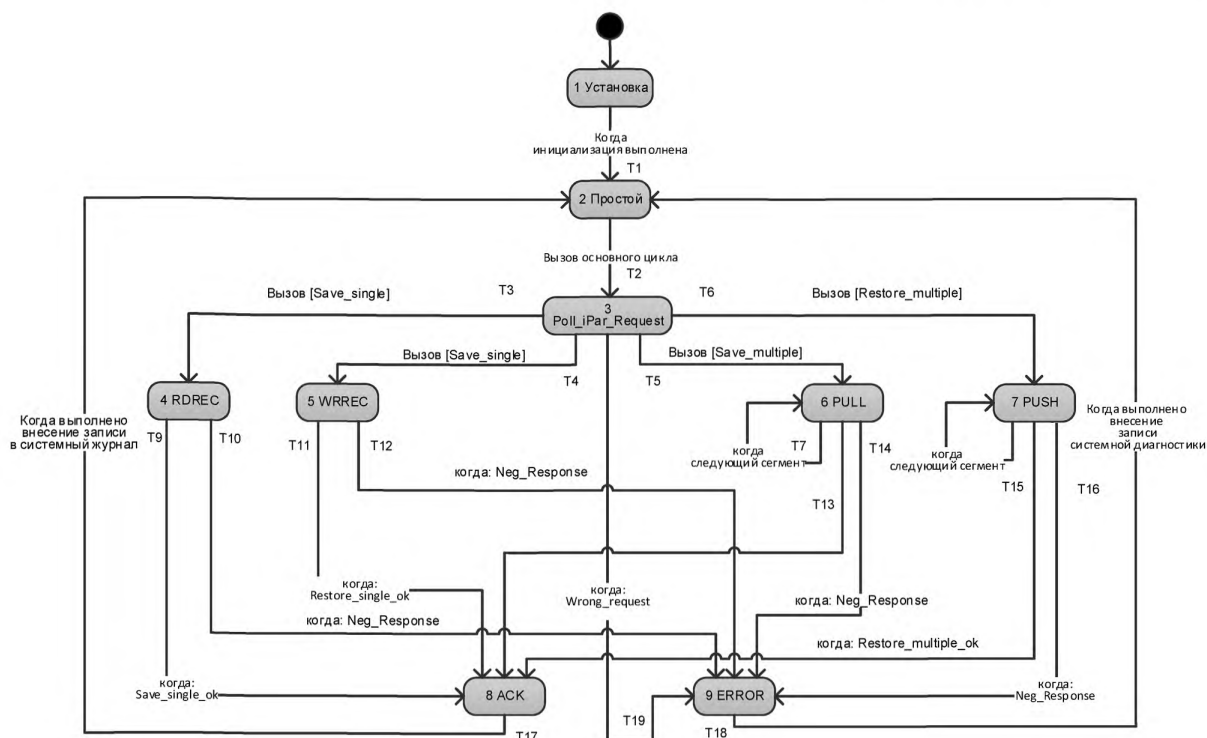 1 Установка
Когда
инициализация выполнена
T1
2 Простой
Вызов основного цикла
T2
Вызов [Save_single]
T3
T6
Вызов [Restore_multiple]
3
Poll_iPar_Request
Вызов [Save_single]
T4
T5
Вызов [Save_multiple]
4 RDREC
5 WRREC
6 PULL
7 PUSH
Когда выполнено
внесение записи
в системный журнал
T9
T10
T11
T12
T7
T14
когда
следующий сегмент
когда
следующий сегмент
Когда выполнено
внесение
записи
системной диагностики
когда: Neg_Response
T13
T15
T16
когда:
Restore_single_ok
когда:
Wrong_request
когда: Neg_Response
когда: Neg_Response
когда: Restore_multiple_ok
когда:
Save_single_ok
8 ACK
9 ERROR
когда:
Neg_Response
T17
T19
T18